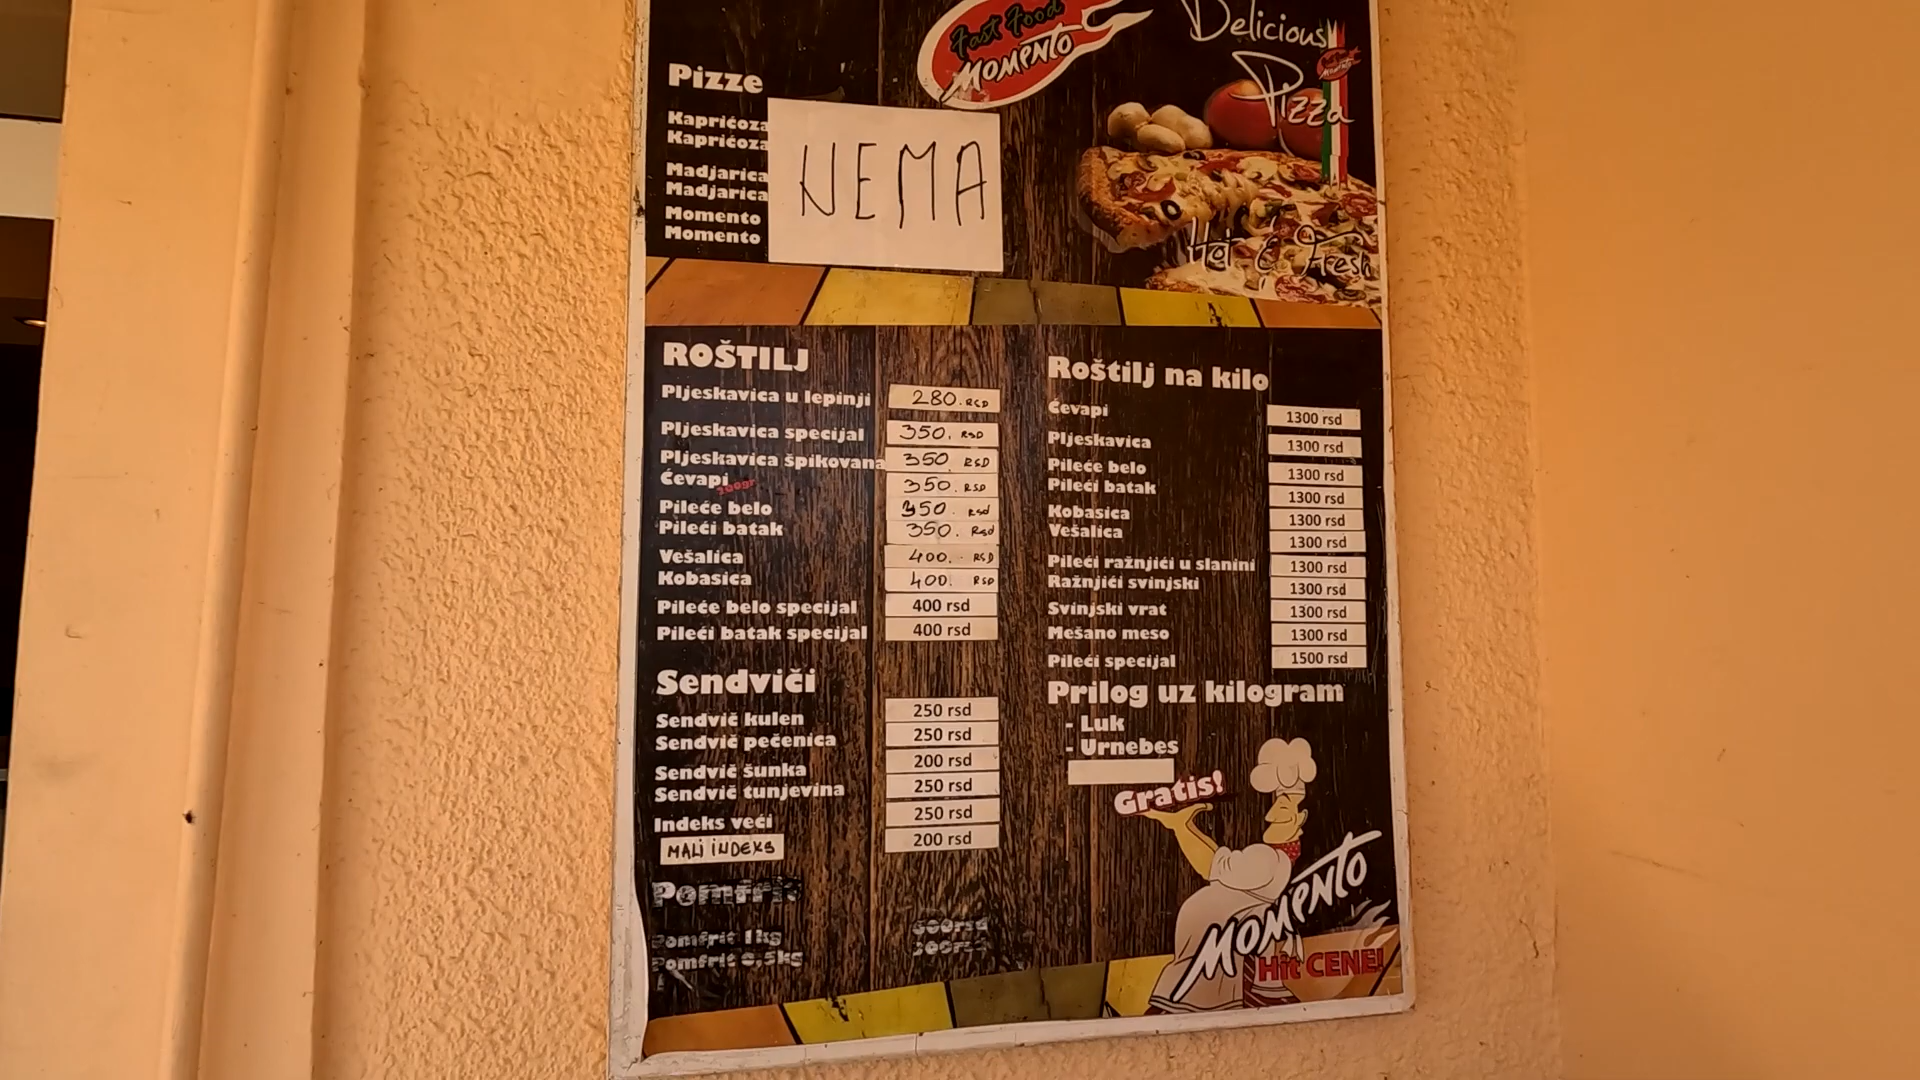 Fast Food
MOMENTO
Delicious
Pizza
Hot & Fresh
Pizze
Kaprićoza
Kaprićoza
Madjarica
Madjarica
Momento
Momento
NEMA
ROŠTILJ
Pljeskavica u lepinji 280. RSD
Pljeskavica specijal 350. RSD
Pljeskavica špikovana 350. RSD
Ćevapi 200gr 350. RSD
Pileće belo 350. Rsd
Pileći batak 350. Rsd
Vešalica 400. RSD
Kobasica 400. RSD
Pileće belo specijal 400 rsd
Pileći batak specijal 400 rsd
Sendviči
Sendvič kulen 250 rsd
Sendvič pečenica 250 rsd
Sendvič šunka 200 rsd
Sendvič tunjevina 250 rsd
Indeks veći 250 rsd
MALI INDEKS 200 rsd
Pomfrit
Pomfrit 1kg 600rsd
Pomfrit 0,5kg 300rsd
Roštilj na kilo
Ćevapi 1300 rsd
Pljeskavica 1300 rsd
Pileće belo 1300 rsd
Pileći batak 1300 rsd
Kobasica 1300 rsd
Vešalica 1300 rsd
Pileći ražnjići u slanini 1300 rsd
Ražnjići svinjski 1300 rsd
Svinjski vrat 1300 rsd
Mešano meso 1300 rsd
Pileći specijal 1500 rsd
Prilog uz kilogram
- Luk
- Urnebes
Gratis!
MOMENTO
Hit CENE!